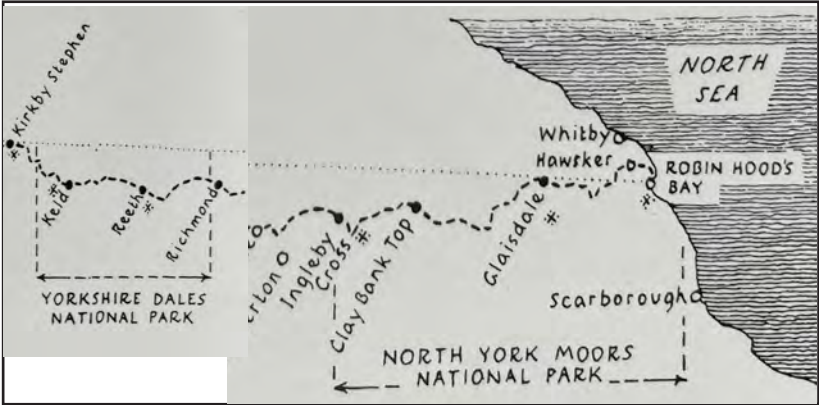 Kirkby Stephen
Keld
Reeth
Richmond
YORKSHIRE DALES
NATIONAL PARK
erton
Ingleby
Cross
Clay Bank Top
Glaisdale
NORTH
SEA
Whitby
Hawsker
ROBIN HOOD'S
BAY
Scarborough
NORTH YORK MOORS
NATIONAL PARK